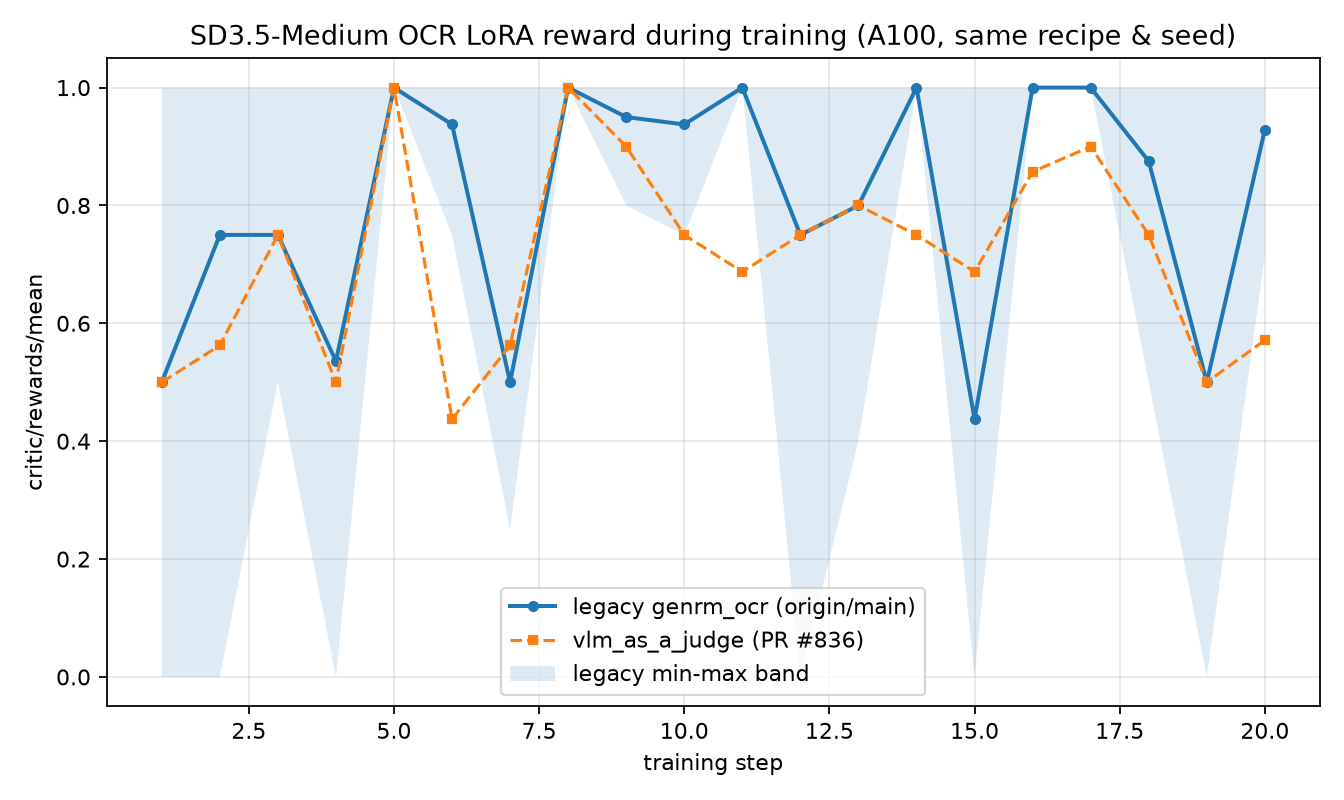 SD3.5-Medium OCR LoRA reward during training (A100, same recipe & seed)
critic/rewards/mean
1.0
0.8
0.6
0.4
0.2
0.0
legacy genrm_ocr (origin/main)
vlm_as_a_judge (PR #836)
legacy min-max band
2.5 5.0 7.5 10.0 12.5 15.0 17.5 20.0
training step